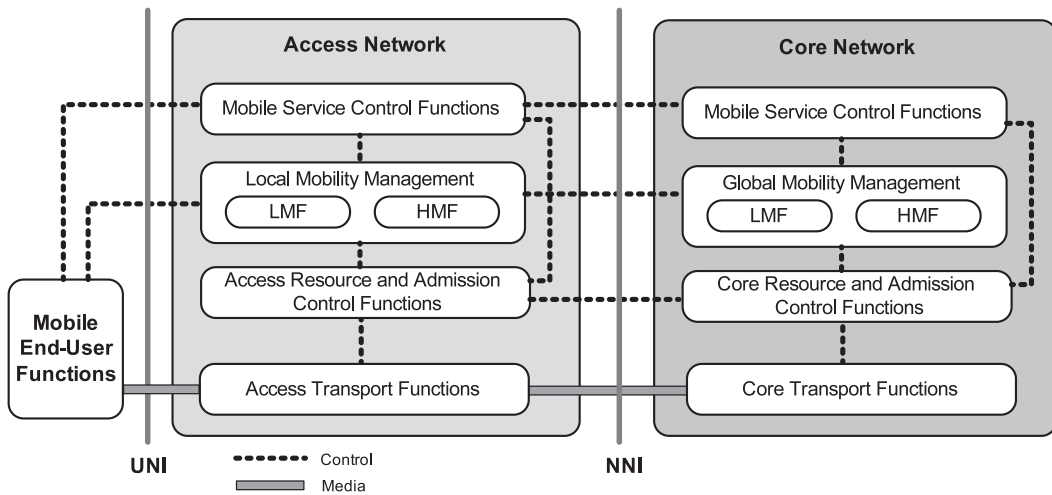 Access Network
Core Network
Mobile Service Control Functions
Mobile Service Control Functions
Local Mobility Management
LMF
HMF
Global Mobility Management
LMF
HMF
Access Resource and Admission
Control Functions
Core Resource and Admission
Control Functions
Mobile
End-User
Functions
Access Transport Functions
Core Transport Functions
UNI
NNI
Control
Media